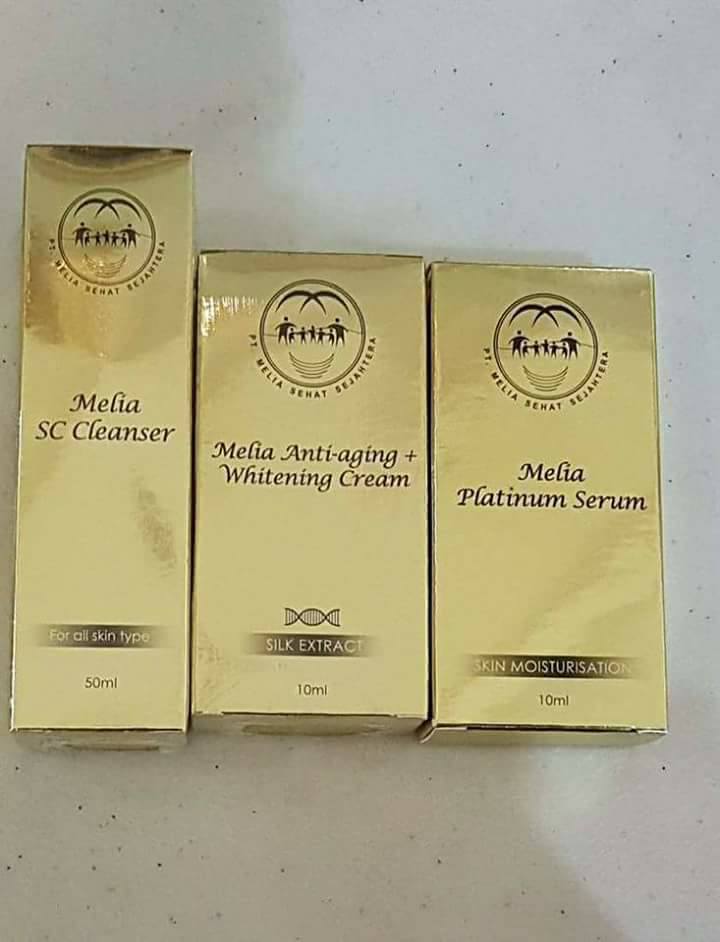 PT. MELIA SEHAT SEJAHTERA
Melia
SC Cleanser
For all skin type
50ml
PT. MELIA SEHAT SEJAHTERA
Melia Anti-aging +
Whitening Cream
SILK EXTRACT
10ml
PT. MELIA SEHAT SEJAHTERA
Melia
Platinum Serum
SKIN MOISTURISATION
10ml